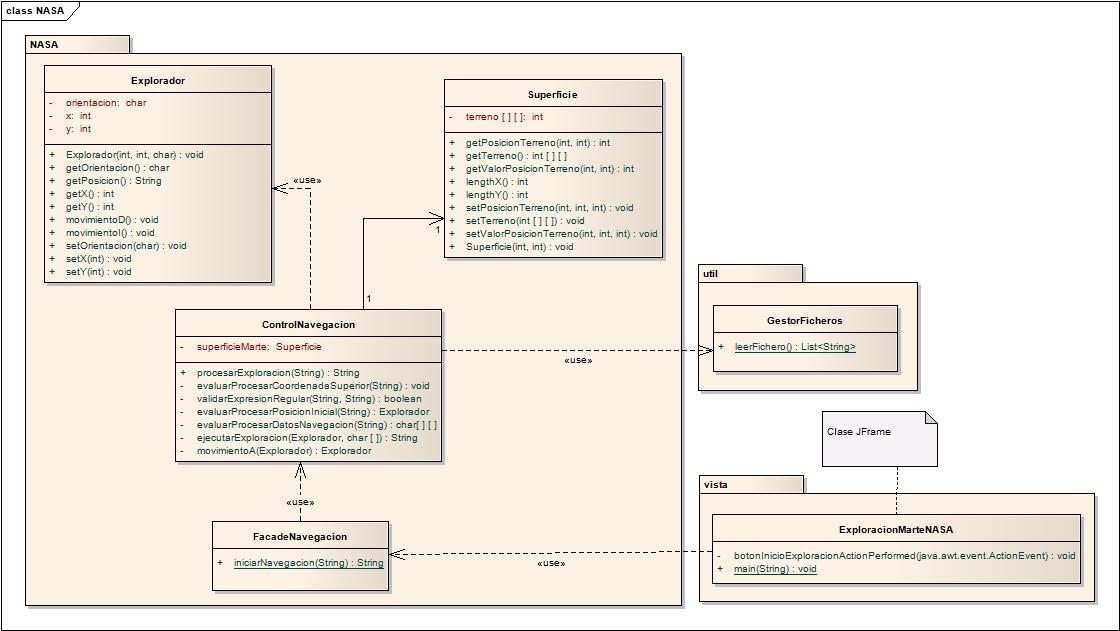 class NASA
NASA
Explorador
- orientacion: char
- x: int
- y: int
+ Explorador(int, int, char) : void
+ getOrientacion() : char
+ getPosicion() : String
+ getX() : int
+ getY() : int
+ movimientoD() : void
+ movimientoI() : void
+ setOrientacion(char) : void
+ setX(int) : void
+ setY(int) : void
Superficie
- terreno [ ] [ ]: int
+ getPosicionTerreno(int, int) : int
+ getTerreno() : int [ ] [ ]
+ getValorPosicionTerreno(int, int) : int
+ lengthX() : int
+ lengthY() : int
+ setPosicionTerreno(int, int, int) : void
+ setTerreno(int [ ] [ ]) : void
+ setValorPosicionTerreno(int, int, int) : void
+ Superficie(int, int) : void
«use»
1
1
ControlNavegacion
- superficieMarte: Superficie
+ procesarExploracion(String) : String
- evaluarProcesarCoordenadaSuperior(String) : void
- validarExpresionRegular(String, String) : boolean
- evaluarProcesarPosicionInicial(String) : Explorador
- evaluarProcesarDatosNavegacion(String) : char[ ] [ ]
- ejecutarExploracion(Explorador, char [ ]) : String
- movimientoA(Explorador) : Explorador
«use»
util
GestorFicheros
+ leerFichero() : List<String>
Clase JFrame
«use»
FacadeNavegacion
+ iniciarNavegacion(String) : String
«use»
vista
ExploracionMarteNASA
- botonInicioExploracionActionPerformed(java.awt.event.ActionEvent) : void
+ main(String) : void